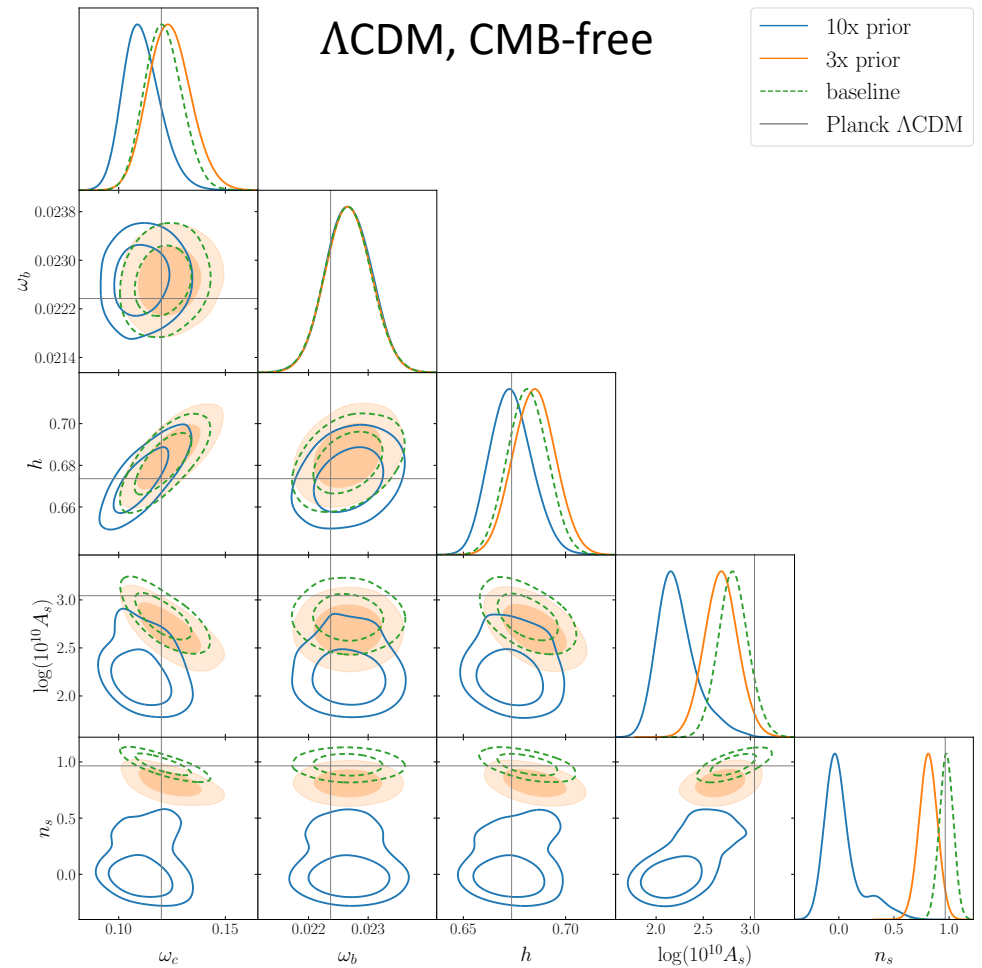 ΛCDM, CMB-free
10x prior
3x prior
baseline
Planck ΛCDM
0.0238
0.0230
0.0222
0.0214
ω_b
0.70
0.68
0.66
h
3.0
2.5
2.0
log(10^10 A_s)
1.0
0.5
0.0
n_s
0.10 0.15
0.022 0.023
0.65 0.70
2.0 2.5 3.0
0.0 0.5 1.0
ω_c
ω_b
h
log(10^10 A_s)
n_s